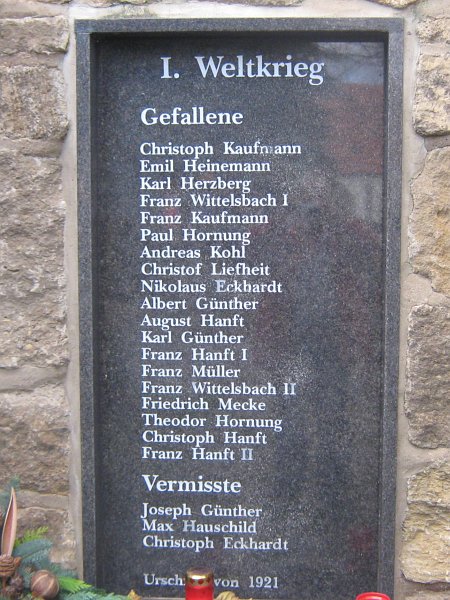 I. Weltkrieg
Gefallene
Christoph Kaufmann
Emil Heinemann
Karl Herzberg
Franz Wittelsbach I
Franz Kaufmann
Paul Hornung
Andreas Kohl
Christof Liefheit
Nikolaus Eckhardt
Albert Günther
August Hanft
Karl Günther
Franz Hanft I
Franz Müller
Franz Wittelsbach II
Friedrich Mecke
Theodor Hornung
Christoph Hanft
Franz Hanft II
Vermisste
Joseph Günther
Max Hauschild
Christoph Eckhardt
von 1921